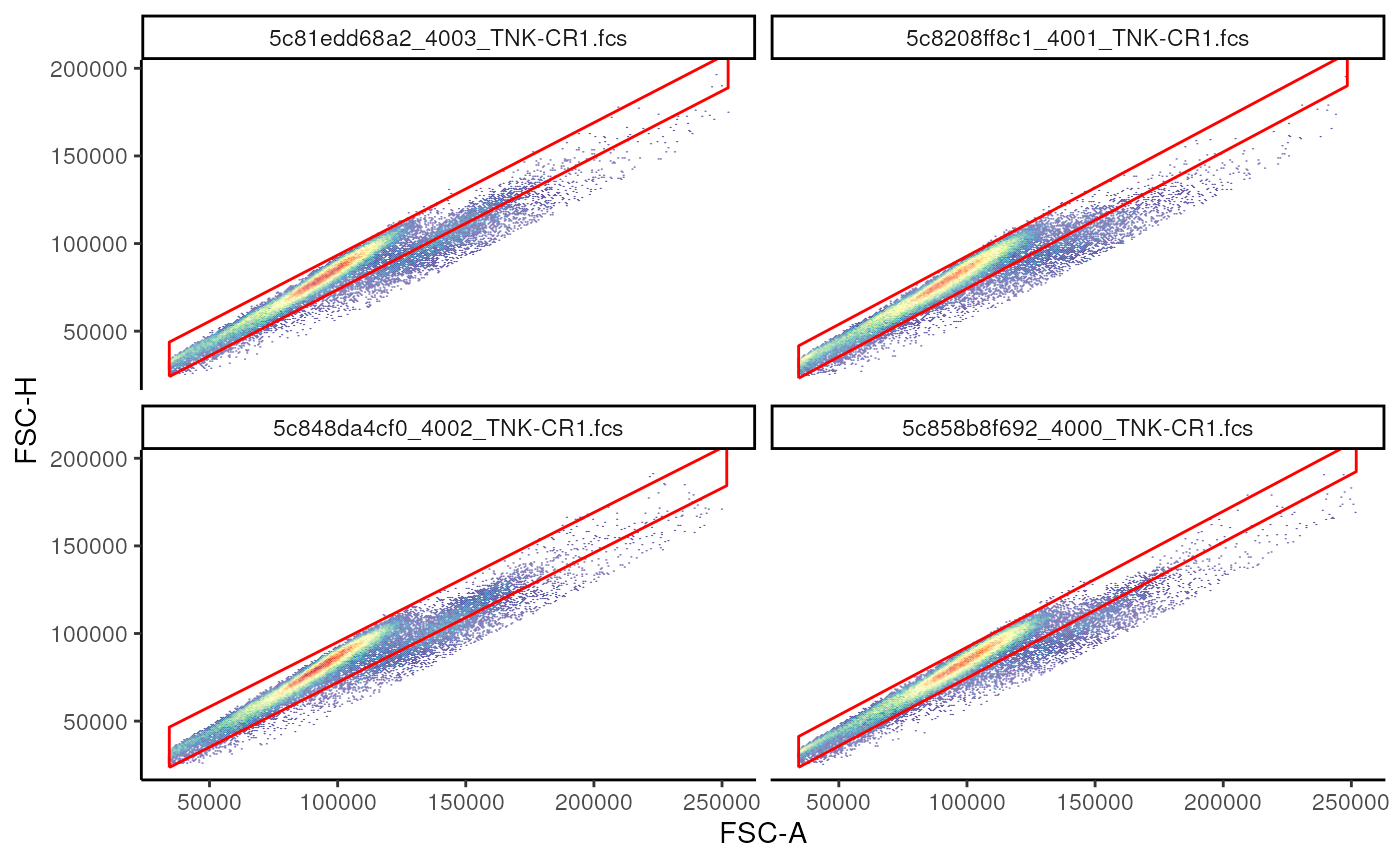 5c81edd68a2_4003_TNK-CR1.fcs
5c8208ff8c1_4001_TNK-CR1.fcs
200000
150000
100000
50000
FSC-H
5c848da4cf0_4002_TNK-CR1.fcs
5c858b8f692_4000_TNK-CR1.fcs
200000
150000
100000
50000
50000 100000 150000 200000 250000
50000 100000 150000 200000 250000
FSC-A